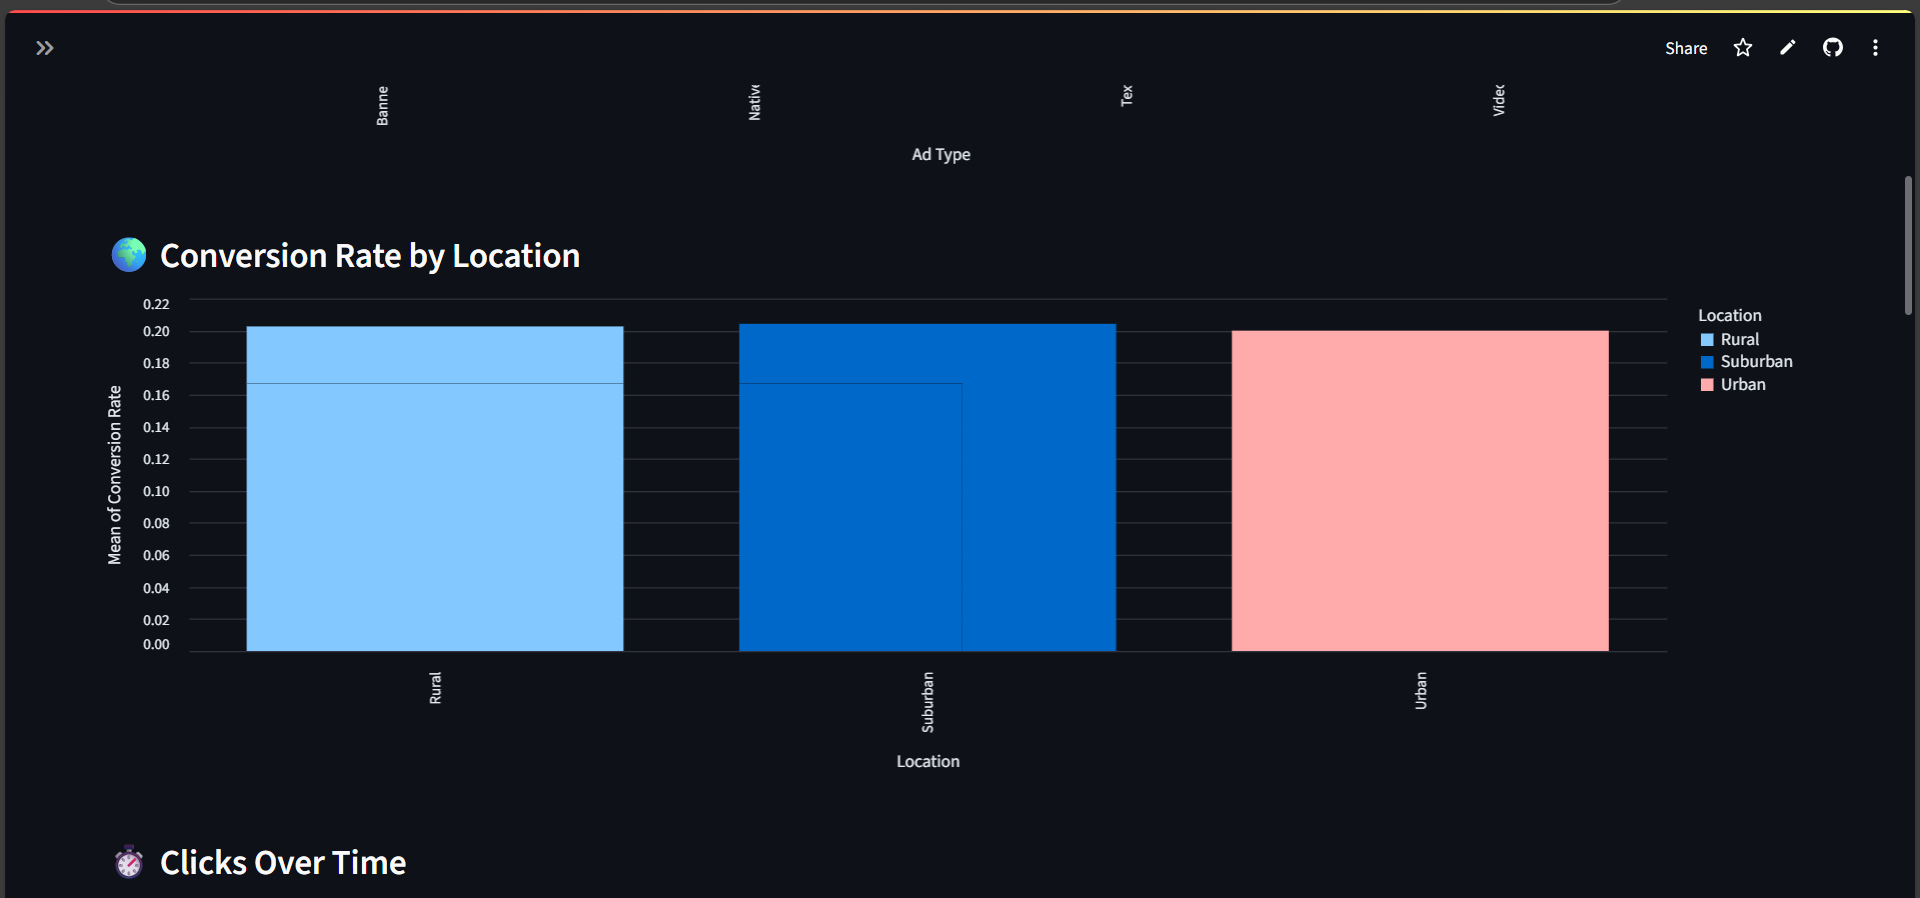 Share
Banne
Native
Tex
Video
Ad Type
Conversion Rate by Location
0.22
0.20
0.18
0.16
0.14
0.12
0.10
0.08
0.06
0.04
0.02
0.00
Mean of Conversion Rate
Rural
Suburban
Urban
Location
Location
Rural
Suburban
Urban
Clicks Over Time